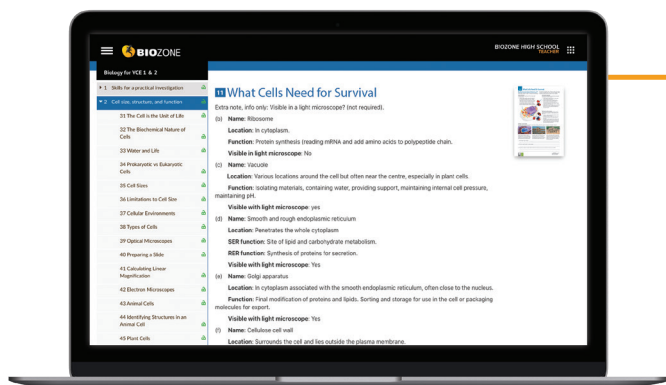 BIOZONE
BIOZONE HIGH SCHOOL
TEACHER
Biology for VCE 1 & 2
1 Skills for a practical investigation
2 Cell size, structure, and function
31 The Cell is the Unit of Life
32 The Biochemical Nature of
Cells
33 Water and Life
34 Prokaryotic vs Eukaryotic
Cells
35 Cell Sizes
36 Limitations to Cell Size
37 Cellular Environments
38 Types of Cells
39 Optical Microscopes
40 Preparing a Slide
41 Calculating Linear
Magnification
42 Electron Microscopes
43 Animal Cells
44 Identifying Structures in an
Animal Cell
45 Plant Cells
11 What Cells Need for Survival
Extra note, info only: Visible in a light microscope? (not required).
(b) Name: Ribosome
Location: In cytoplasm.
Function: Protein synthesis (reading mRNA and add amino acids to polypeptide chain.
Visible in light microscope: No
(c) Name: Vacuole
Location: Various locations around the cell but often near the centre, especially in plant cells.
Function: Isolating materials, containing water, providing support, maintaining internal cell pressure,
maintaining pH.
Visible with light microscope: yes
(d) Name: Smooth and rough endoplasmic reticulum
Location: Penetrates the whole cytoplasm
SER function: Site of lipid and carbohydrate metabolism.
RER function: Synthesis of proteins for secretion.
Visible with light microscope: Yes
(e) Name: Golgi apparatus
Location: In cytoplasm associated with the smooth endoplasmic reticulum, often close to the nucleus.
Function: Final modification of proteins and lipids. Sorting and storage for use in the cell or packaging
molecules for export.
Visible with light microscope: Yes
(f) Name: Cellulose cell wall
Location: Surrounds the cell and lies outside the plasma membrane.